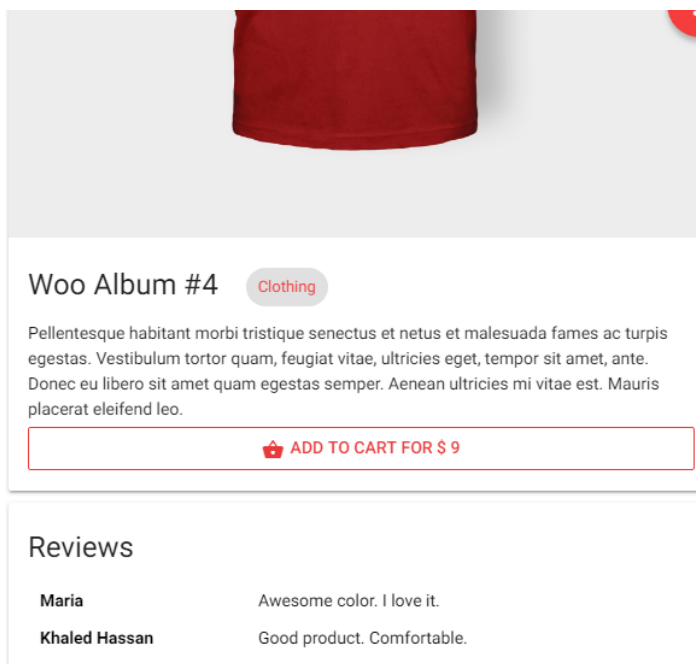 Woo Album #4 Clothing
Pellentesque habitant morbi tristique senectus et netus et malesuada fames ac turpis
egestas. Vestibulum tortor quam, feugiat vitae, ultricies eget, tempor sit amet, ante.
Donec eu libero sit amet quam egestas semper. Aenean ultricies mi vitae est. Mauris
placerat eleifend leo.
ADD TO CART FOR $ 9
Reviews
Maria Awesome color. I love it.
Khaled Hassan Good product. Comfortable.